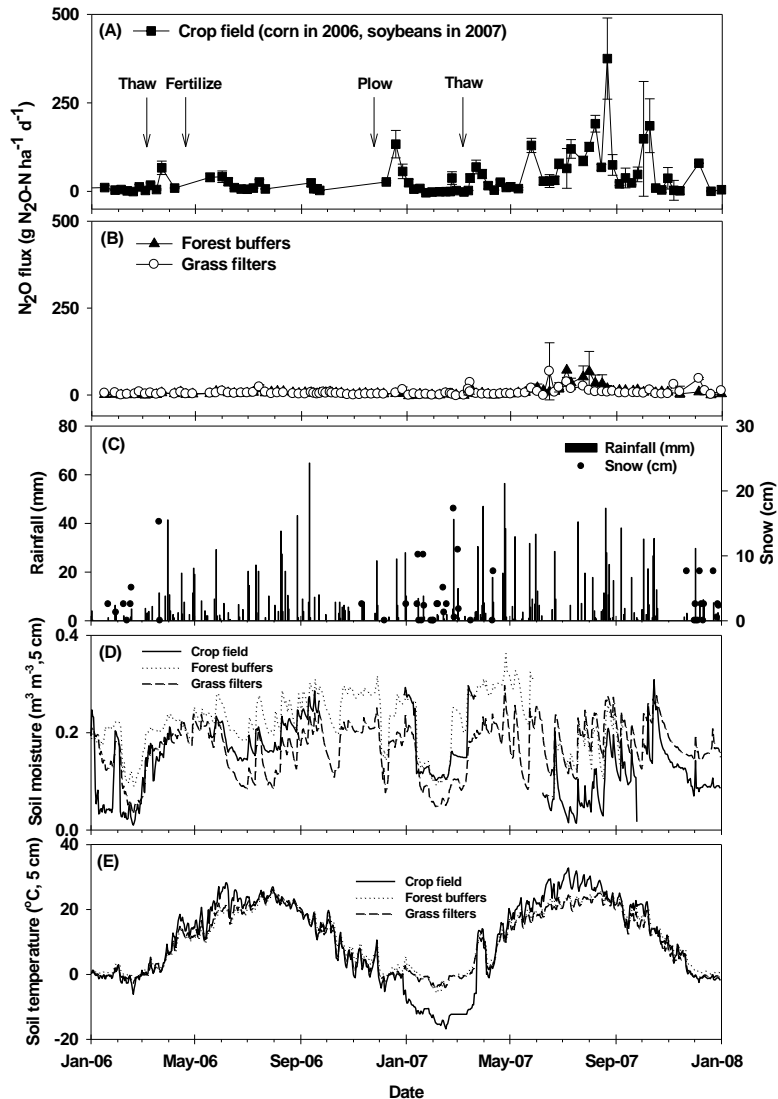 (A)
Crop field (corn in 2006, soybeans in 2007)
Thaw
Fertilize
Plow
Thaw
500
250
0
(B)
Forest buffers
Grass filters
500
250
0
N₂O flux (g N₂O-N ha⁻¹ d⁻¹)
(C)
Rainfall (mm)
Snow (cm)
80
60
40
20
0
Rainfall (mm)
30
20
10
0
Snow (cm)
(D)
Crop field
Forest buffers
Grass filters
0.4
0.2
0.0
Soil moisture (m³ m⁻³,5 cm)
(E)
Crop field
Forest buffers
Grass filters
40
20
0
-20
Soil temperature (°C, 5 cm)
Jan-06 May-06 Sep-06 Jan-07 May-07 Sep-07 Jan-08
Date